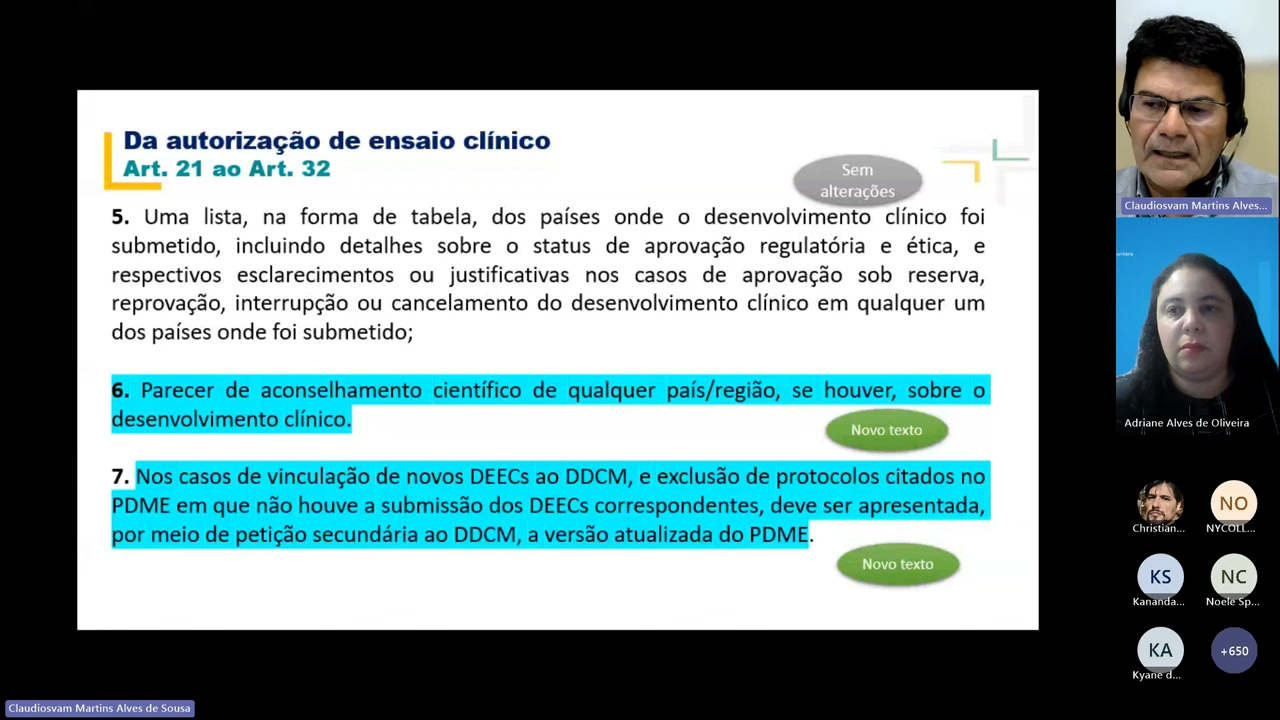 Da autorização de ensaio clínico
Art. 21 ao Art. 32
Sem
alterações
5. Uma lista, na forma de tabela, dos países onde o desenvolvimento clínico foi
submetido, incluindo detalhes sobre o status de aprovação regulatória e ética, e
respectivos esclarecimentos ou justificativas nos casos de aprovação sob reserva,
reprovação, interrupção ou cancelamento do desenvolvimento clínico em qualquer um
dos países onde foi submetido;
6. Parecer de aconselhamento científico de qualquer país/região, se houver, sobre o
desenvolvimento clínico.
Novo texto
7. Nos casos de vinculação de novos DEECs ao DDCM, e exclusão de protocolos citados no
PDME em que não houve a submissão dos DEECs correspondentes, deve ser apresentada,
por meio de petição secundária ao DDCM, a versão atualizada do PDME.
Novo texto
Claudiosvam Martins Alves...
Adriane Alves de Oliveira
Christian...
NO
NYCOLL...
KS
Kananda...
NC
Noele Sp...
KA
Kyane d...
+650
Claudiosvam Martins Alves de Sousa